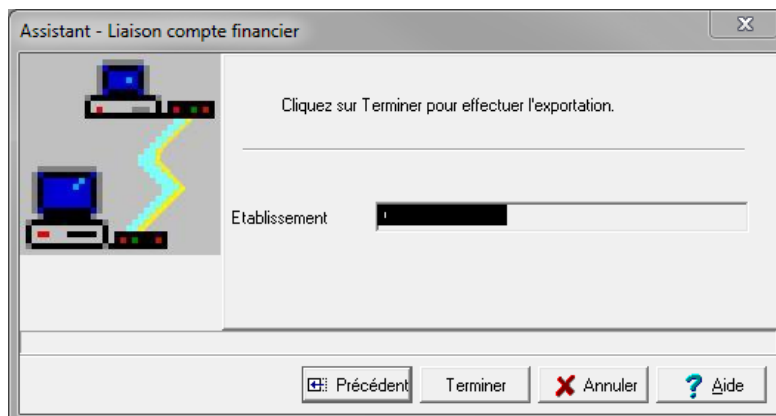 Assistant - Liaison compte financier
Cliquez sur Terminer pour effectuer l'exportation.
Etablissement
Précédent
Terminer
Annuler
Aide